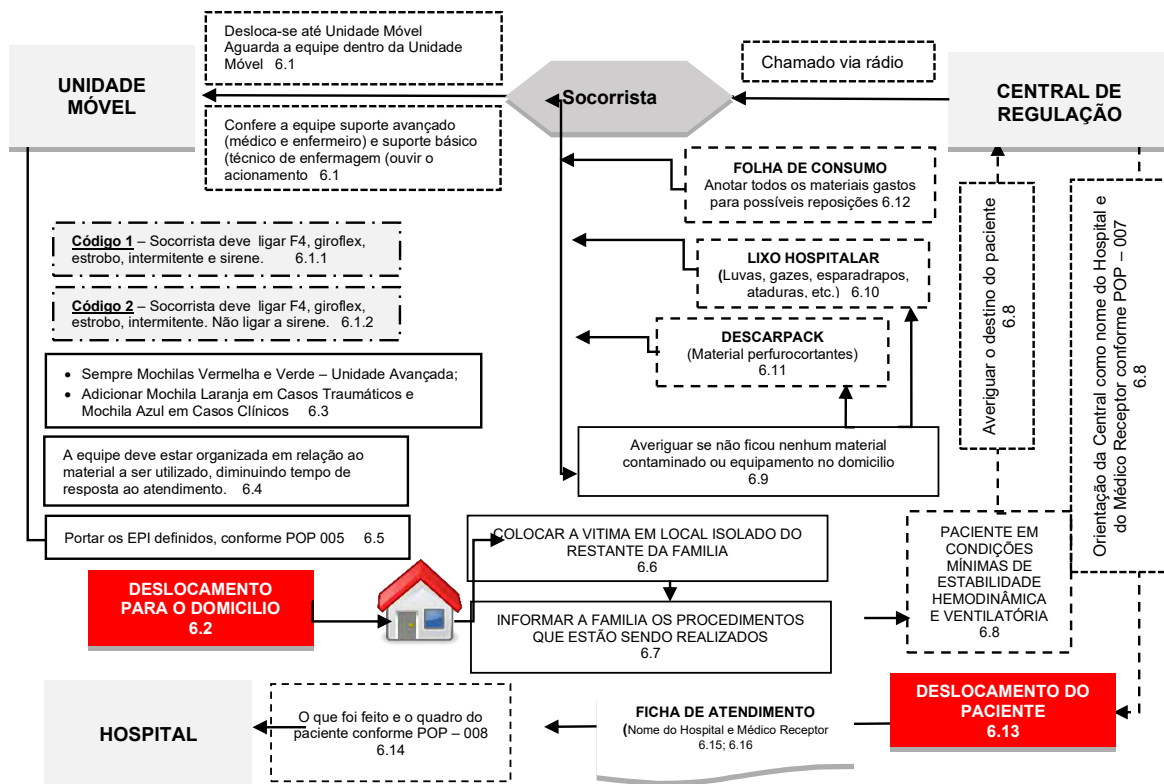 Desloca-se até Unidade Móvel
Aguarda a equipe dentro da Unidade
Móvel 6.1
UNIDADE
MÓVEL
Confere a equipe suporte avançado
(médico e enfermeiro) e suporte básico
(técnico de enfermagem (ouvir o
acionamento 6.1
Socorrista
Chamado via rádio
CENTRAL DE
REGULAÇÃO
FOLHA DE CONSUMO
Anotar todos os materiais gastos
para possíveis reposições 6.12
LIXO HOSPITALAR
(Luvas, gazes, esparadrapos,
ataduras, etc.) 6.10
DESCARPACK
(Material perfurocortantes)
6.11
Averiguar se não ficou nenhum material
contaminado ou equipamento no domicilio
6.9
Averiguar o destino do paciente
6.8
Orientação da Central como nome do Hospital e
do Médico Receptor conforme POP – 007
6.8
Código 1 – Socorrista deve ligar F4, giroflex,
estrobo, intermitente e sirene. 6.1.1
Código 2 – Socorrista deve ligar F4, giroflex,
estrobo, intermitente. Não ligar a sirene. 6.1.2
• Sempre Mochilas Vermelha e Verde – Unidade Avançada;
• Adicionar Mochila Laranja em Casos Traumáticos e
Mochila Azul em Casos Clínicos 6.3
A equipe deve estar organizada em relação ao
material a ser utilizado, diminuindo tempo de
resposta ao atendimento. 6.4
Portar os EPI definidos, conforme POP 005 6.5
DESLOCAMENTO
PARA O DOMICILIO
6.2
COLOCAR A VITIMA EM LOCAL ISOLADO DO
RESTANTE DA FAMILIA
6.6
INFORMAR A FAMILIA OS PROCEDIMENTOS
QUE ESTÃO SENDO REALIZADOS
6.7
PACIENTE EM
CONDIÇÕES
MÍNIMAS DE
ESTABILIDADE
HEMODINÂMICA
E VENTILATÓRIA
6.8
DESLOCAMENTO DO
PACIENTE
6.13
FICHA DE ATENDIMENTO
(Nome do Hospital e Médico Receptor
6.15; 6.16
O que foi feito e o quadro do
paciente conforme POP – 008
6.14
HOSPITAL